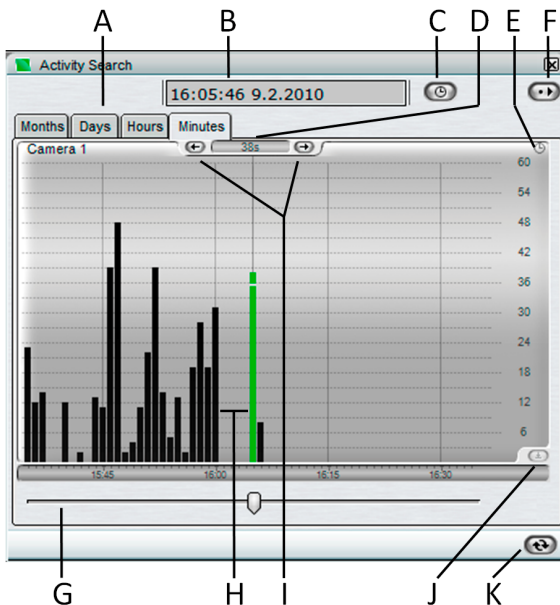 A B C D E F
Activity Search
16:05:46 9.2.2010
Months Days Hours Minutes
Camera 1
38s
60
54
48
42
36
30
24
18
12
6
15:45 16:00 16:15 16:30
G H I J K